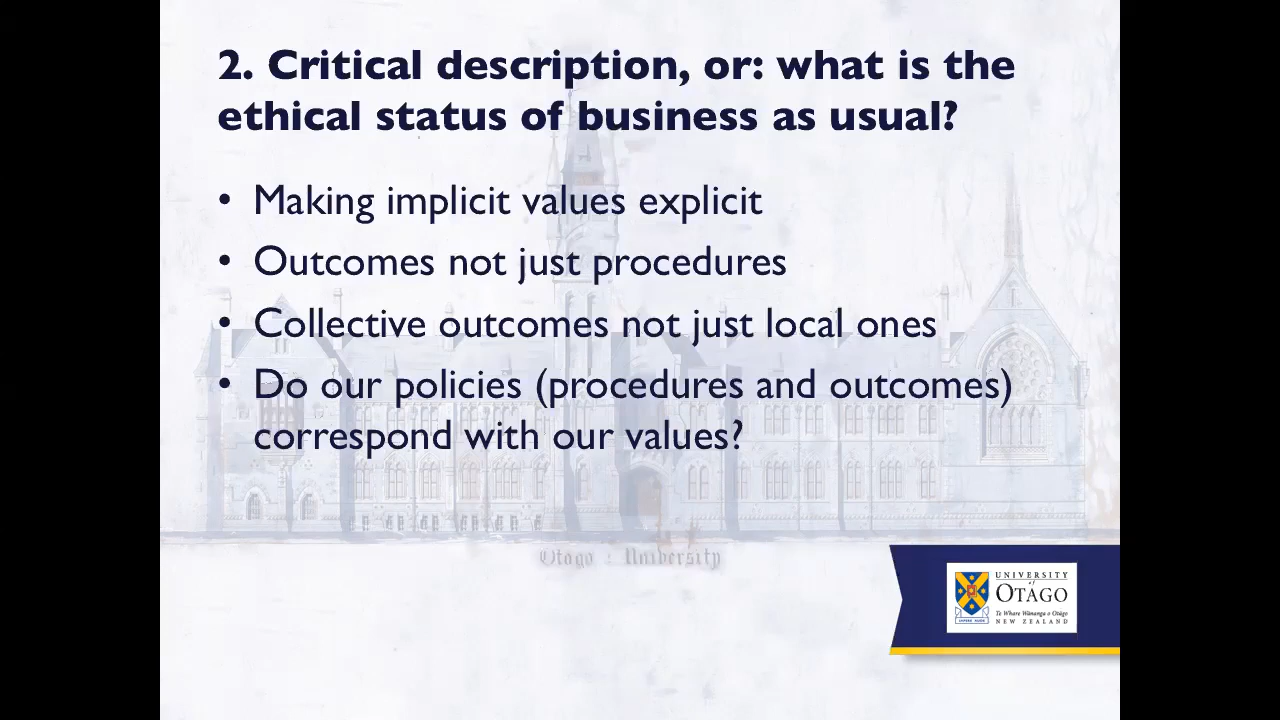 2. Critical description, or: what is the
ethical status of business as usual?
• Making implicit values explicit
• Outcomes not just procedures
• Collective outcomes not just local ones
• Do our policies (procedures and outcomes)
correspond with our values?
Otago : University
UNIVERSITY
of
OTAGO
Te Whare Wānanga o Otāgo
NEW ZEALAND